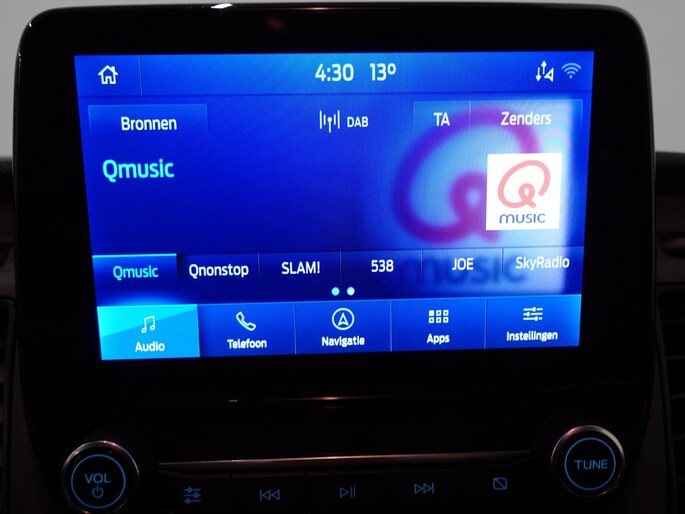 4:30 13°
Bronnen DAB TA Zenders
Qmusic
Q
MUSIC
music
Qmusic Qnonstop SLAM! 538 JOE SkyRadio
Audio Telefoon Navigatie Apps Instellingen
VOL TUNE